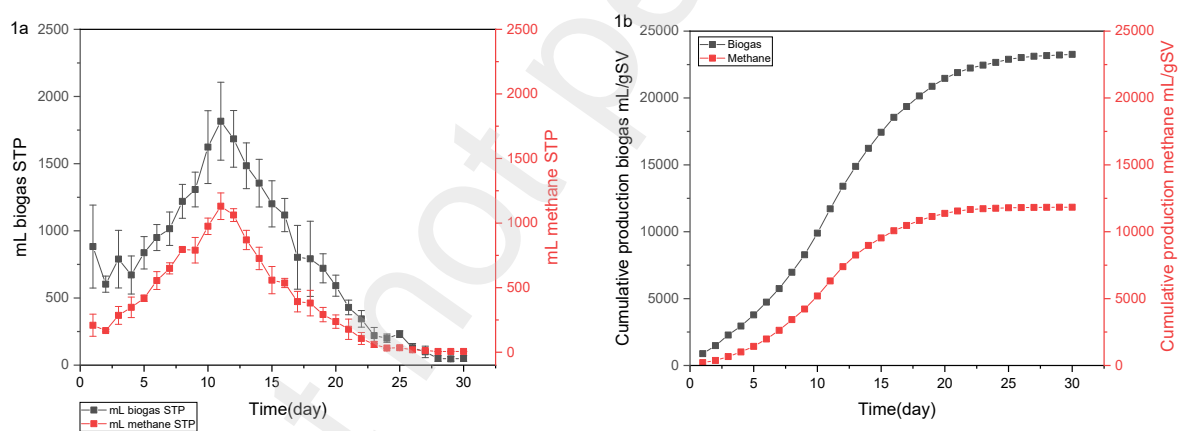 1a
2500
2000
1500
1000
500
0
mL biogas STP
2500
2000
1500
1000
500
0
mL methane STP
0 5 10 15 20 25 30
Time(day)
mL biogas STP
mL methane STP
1b
25000
20000
15000
10000
5000
0
Cumulative production biogas mL/gSV
Biogas
Methane
25000
20000
15000
10000
5000
0
Cumulative production methane mL/gSV
0 5 10 15 20 25 30
Time(day)
not pe